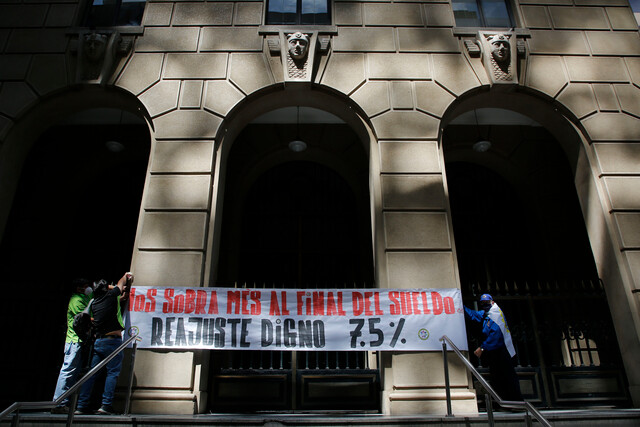 NOS SOBRA MES AL FINAL DEL SUELDO.
REAJUSTE DIGNO 7.5%